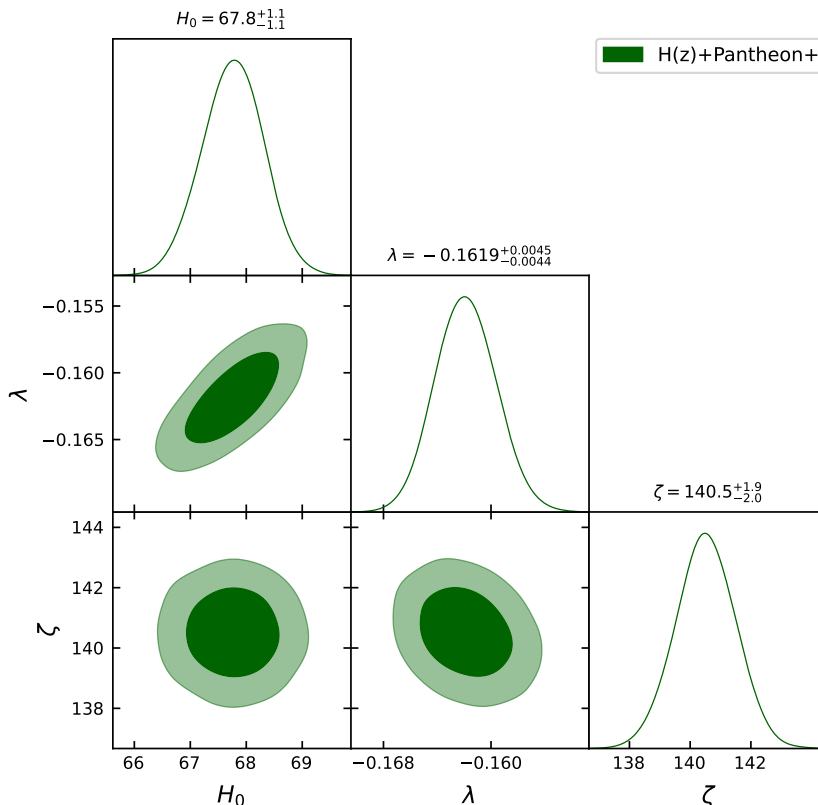 H₀ = 67.8⁺¹·¹₋₁.₁
H(z)+Pantheon+
λ = −0.1619⁺⁰·⁰⁰⁴⁵₋₀.₀₀₄₄
−0.155
−0.160
−0.165
λ
ζ = 140.5⁺¹·⁹₋₂.₀
144
142
140
138
ζ
66 67 68 69 −0.168 −0.160 138 140 142
H₀ λ ζ